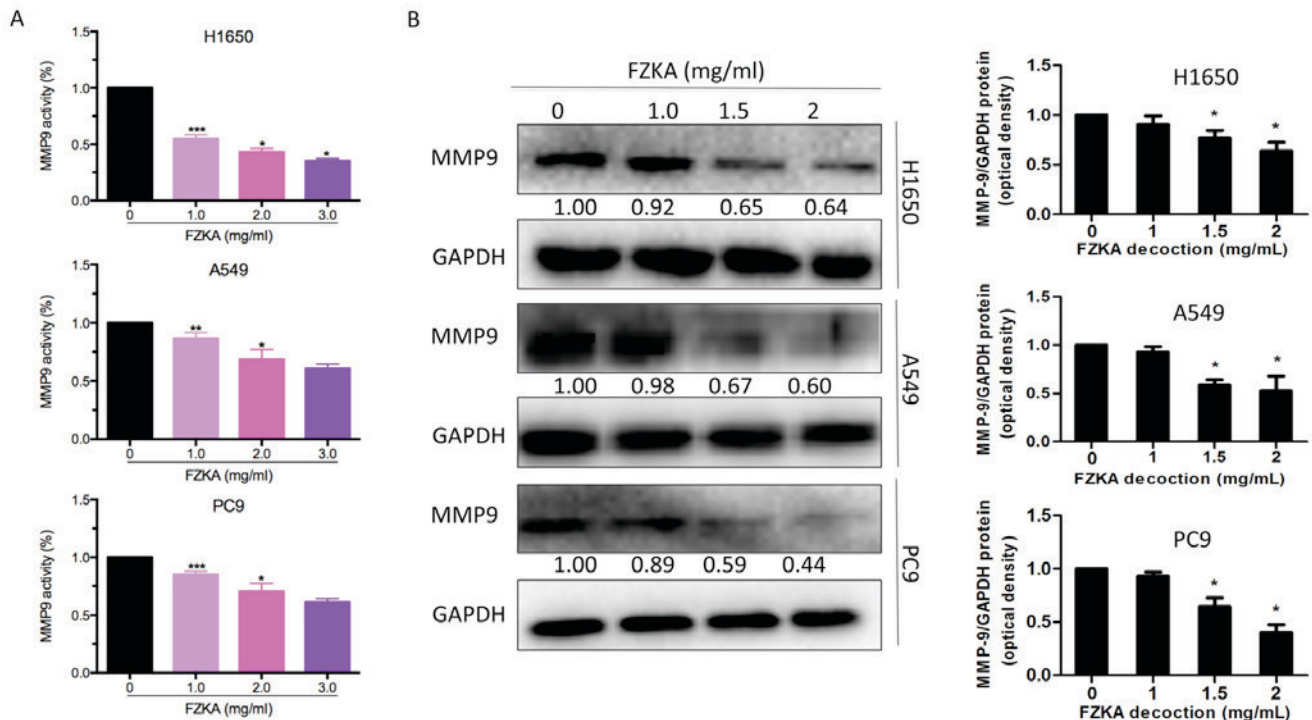 A
H1650
MMP9 activity (%)
1.5
1.0
0.5
0.0
***
*
*
0 1.0 2.0 3.0
FZKA (mg/ml)
A549
MMP9 activity (%)
1.5
1.0
0.5
0.0
**
*
0 1.0 2.0 3.0
FZKA (mg/ml)
PC9
MMP9 activity (%)
1.5
1.0
0.5
0.0
***
*
0 1.0 2.0 3.0
FZKA (mg/ml)
B
FZKA (mg/ml)
0 1.0 1.5 2
MMP9
1.00 0.92 0.65 0.64
GAPDH
H1650
MMP9
1.00 0.98 0.67 0.60
GAPDH
A549
MMP9
1.00 0.89 0.59 0.44
GAPDH
PC9
H1650
MMP-9/GAPDH protein
(optical density)
1.5
1.0
0.5
0.0
*
*
0 1 1.5 2
FZKA decoction (mg/mL)
A549
MMP-9/GAPDH protein
(optical density)
1.5
1.0
0.5
0.0
*
*
0 1 1.5 2
FZKA decoction (mg/mL)
PC9
MMP-9/GAPDH protein
(optical density)
1.5
1.0
0.5
0.0
*
*
0 1 1.5 2
FZKA decoction (mg/mL)